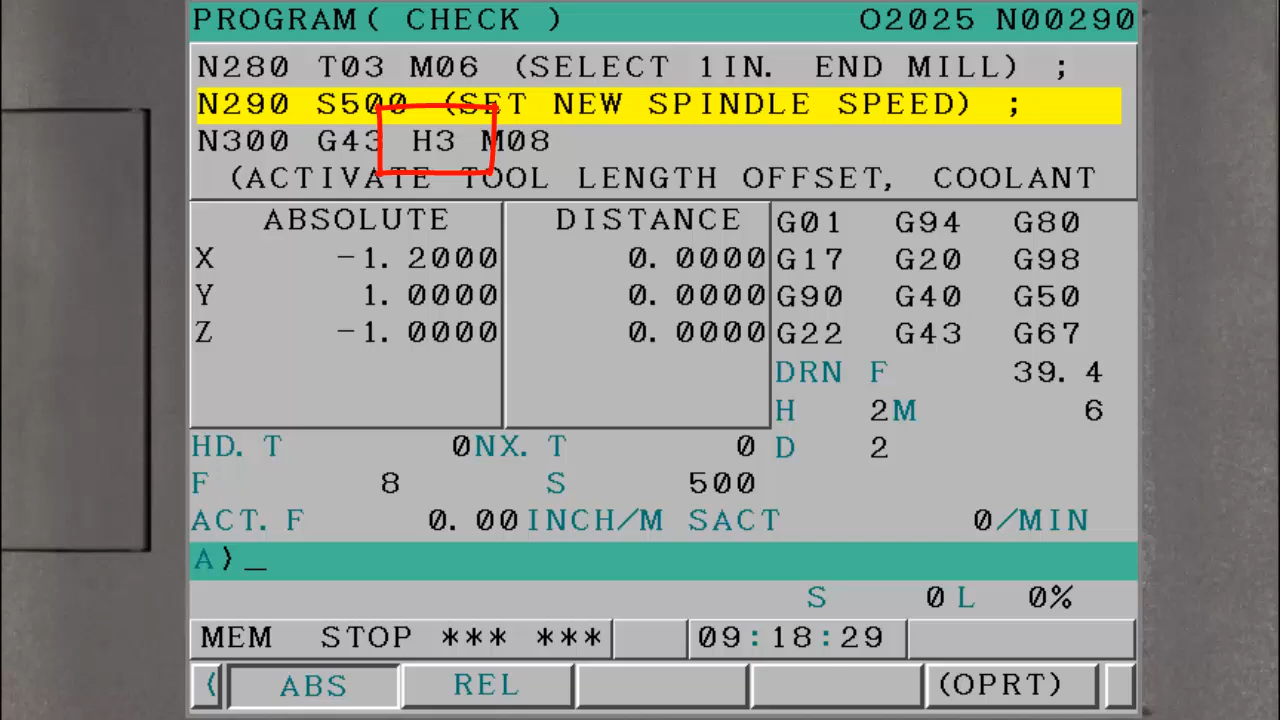 PROGRAM( CHECK ) O2025 N00290
N280 T03 M06 (SELECT 1IN. END MILL) ;
N290 S500 (SET NEW SPINDLE SPEED) ;
N300 G43 H3 M08
(ACTIVATE TOOL LENGTH OFFSET, COOLANT
ABSOLUTE DISTANCE G01 G94 G80
X -1. 2000 0. 0000 G17 G20 G98
Y 1. 0000 0. 0000 G90 G40 G50
Z -1. 0000 0. 0000 G22 G43 G67
DRN F 39. 4
H 2 M 6
HD. T 0 NX. T 0 D 2
F 8 S 500
ACT. F 0. 00 INCH/M SACT 0/MIN
A) _
S 0 L 0%
MEM STOP *** *** 09:18:29
( ABS REL (OPRT)